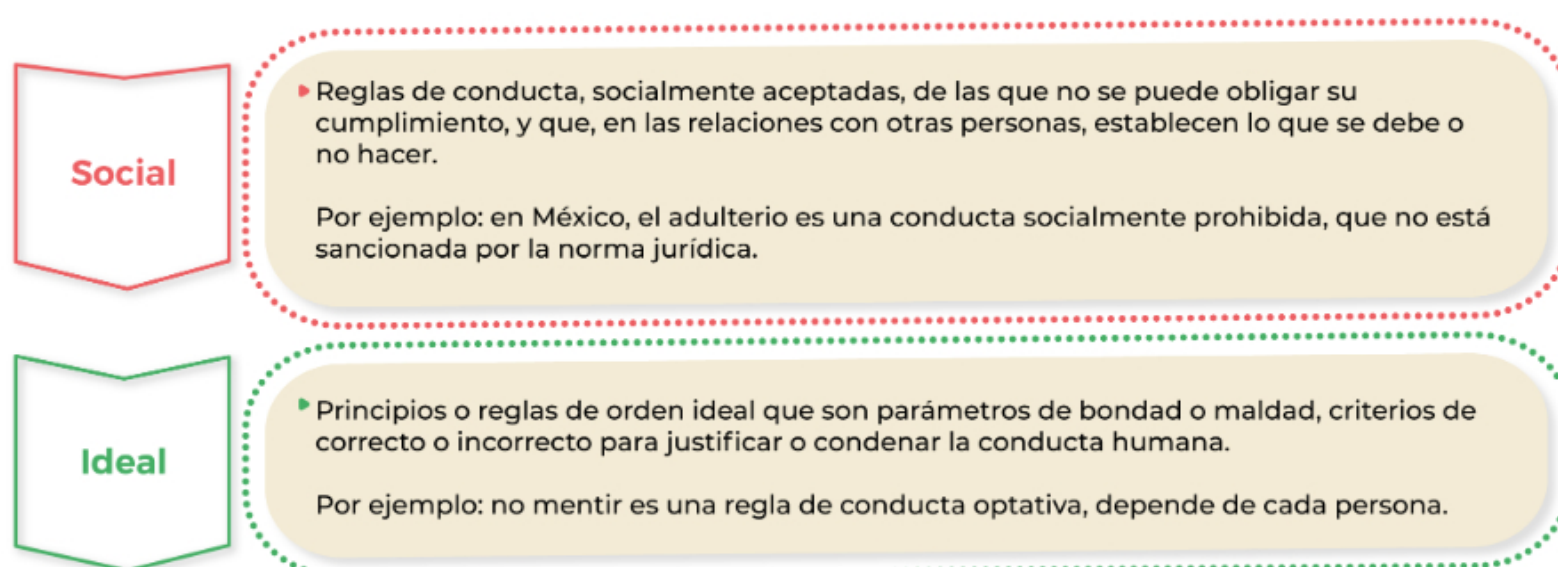 Social
Reglas de conducta, socialmente aceptadas, de las que no se puede obligar su
cumplimiento, y que, en las relaciones con otras personas, establecen lo que se debe o
no hacer.
Por ejemplo: en México, el adulterio es una conducta socialmente prohibida, que no está
sancionada por la norma jurídica.
Ideal
Principios o reglas de orden ideal que son parámetros de bondad o maldad, criterios de
correcto o incorrecto para justificar o condenar la conducta humana.
Por ejemplo: no mentir es una regla de conducta optativa, depende de cada persona.